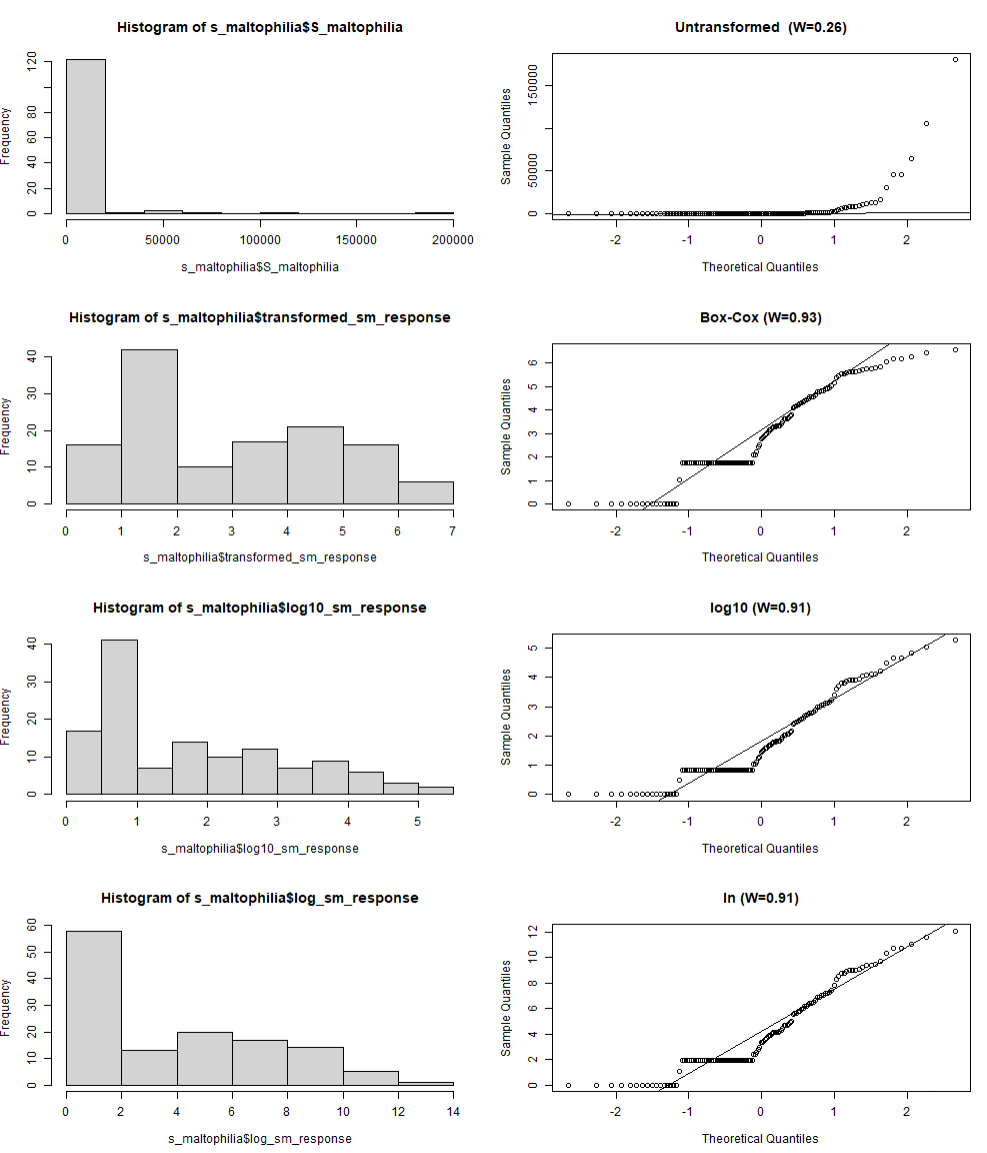 Histogram of s_maltophilia$S_maltophilia
Frequency
0 20 40 60 80 120
0 50000 100000 150000 200000
s_maltophilia$S_maltophilia
Untransformed (W=0.26)
Sample Quantiles
0 50000 150000
-2 -1 0 1 2
Theoretical Quantiles
Histogram of s_maltophilia$transformed_sm_response
Frequency
0 10 20 30 40
0 1 2 3 4 5 6 7
s_maltophilia$transformed_sm_response
Box-Cox (W=0.93)
Sample Quantiles
0 1 2 3 4 5 6
-2 -1 0 1 2
Theoretical Quantiles
Histogram of s_maltophilia$log10_sm_response
Frequency
0 10 20 30 40
0 1 2 3 4 5
s_maltophilia$log10_sm_response
log10 (W=0.91)
Sample Quantiles
0 1 2 3 4 5
-2 -1 0 1 2
Theoretical Quantiles
Histogram of s_maltophilia$log_sm_response
Frequency
0 10 20 30 40 50 60
0 2 4 6 8 10 12 14
s_maltophilia$log_sm_response
ln (W=0.91)
Sample Quantiles
0 2 4 6 8 10 12
-2 -1 0 1 2
Theoretical Quantiles